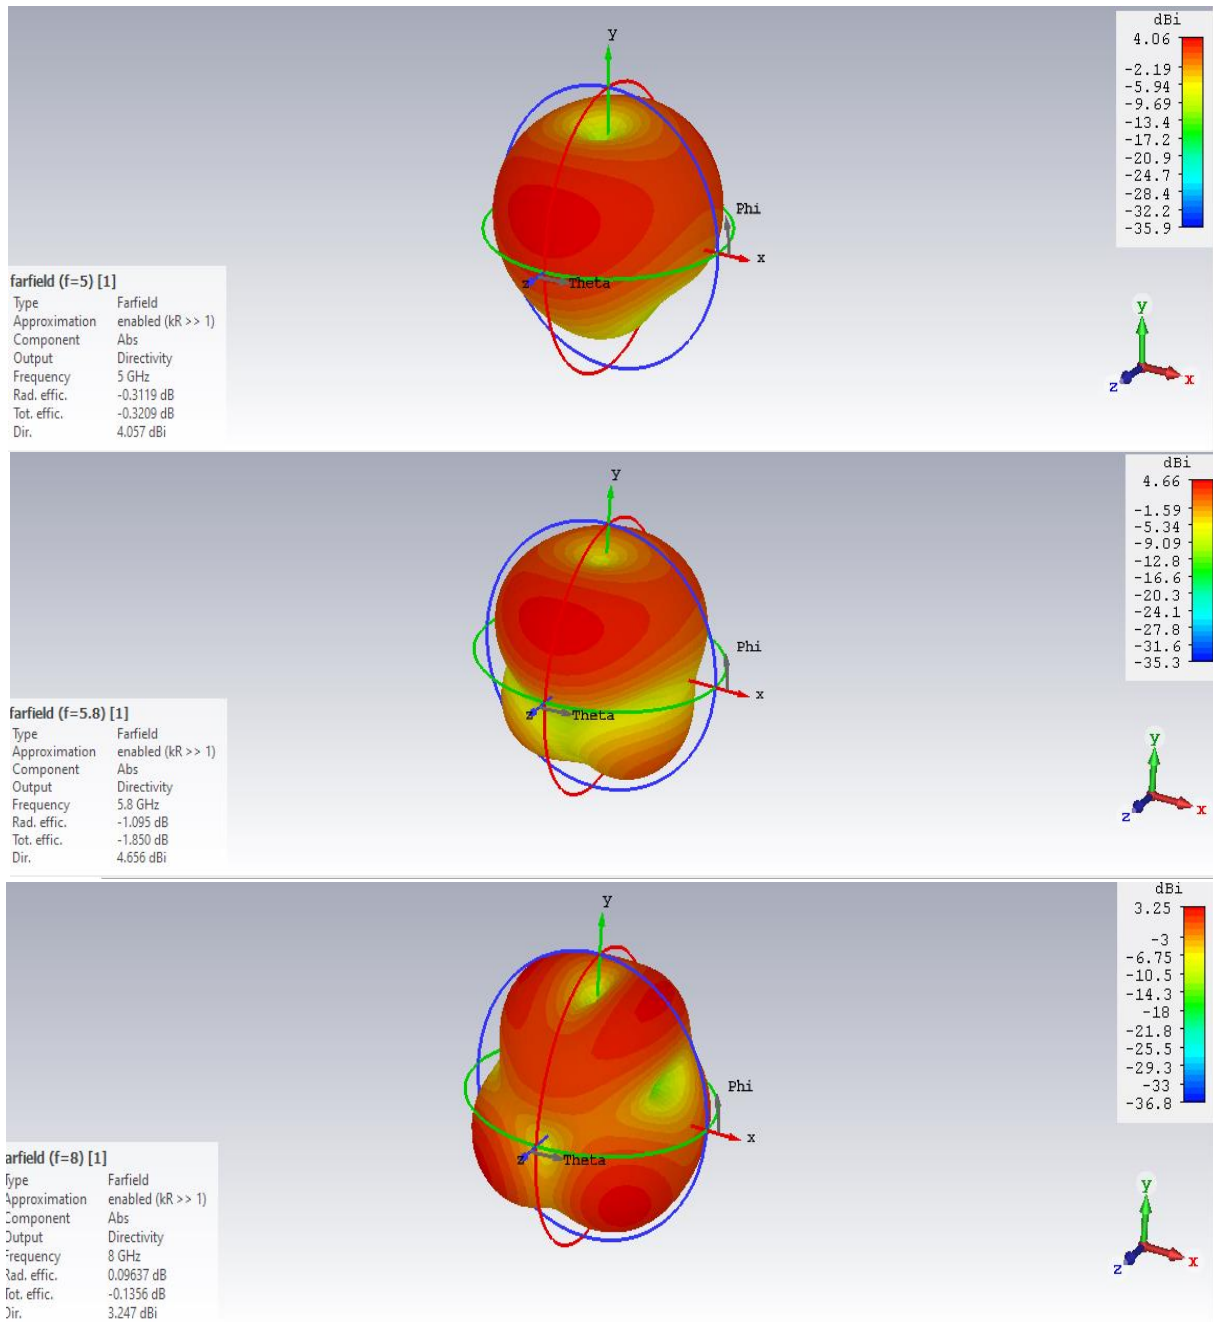 y
dBi
4.06
-2.19
-5.94
-9.69
-13.4
-17.2
-20.9
-24.7
-28.4
-32.2
-35.9
Phi
x
z
Theta
farfield (f=5) [1]
Type Farfield
Approximation enabled (kR >> 1)
Component Abs
Output Directivity
Frequency 5 GHz
Rad. effic. -0.3119 dB
Tot. effic. -0.3209 dB
Dir. 4.057 dBi
y
z
x
y
dBi
4.66
-1.59
-5.34
-9.09
-12.8
-16.6
-20.3
-24.1
-27.8
-31.6
-35.3
Phi
x
z
Theta
farfield (f=5.8) [1]
Type Farfield
Approximation enabled (kR >> 1)
Component Abs
Output Directivity
Frequency 5.8 GHz
Rad. effic. -1.095 dB
Tot. effic. -1.850 dB
Dir. 4.656 dBi
y
z
x
y
dBi
3.25
-3
-6.75
-10.5
-14.3
-18
-21.8
-25.5
-29.3
-33
-36.8
Phi
x
z
Theta
arfield (f=8) [1]
Type Farfield
Approximation enabled (kR >> 1)
Component Abs
Output Directivity
Frequency 8 GHz
Rad. effic. 0.09637 dB
Tot. effic. -0.1356 dB
Dir. 3.247 dBi
y
z
x